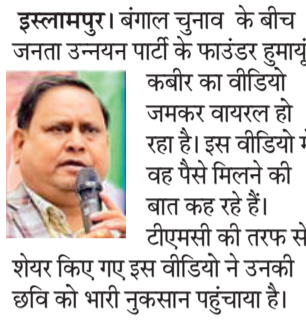 इस्लामपुर। बंगाल चुनाव के बीच
जनता उन्नयन पार्टी के फाउंडर हुमायूं
कबीर का वीडियो
जमकर वायरल हो
रहा है। इस वीडियो में
वह पैसे मिलने की
बात कह रहे हैं।
टीएमसी की तरफ से
शेयर किए गए इस वीडियो ने उनकी
छवि को भारी नुकसान पहुंचाया है।